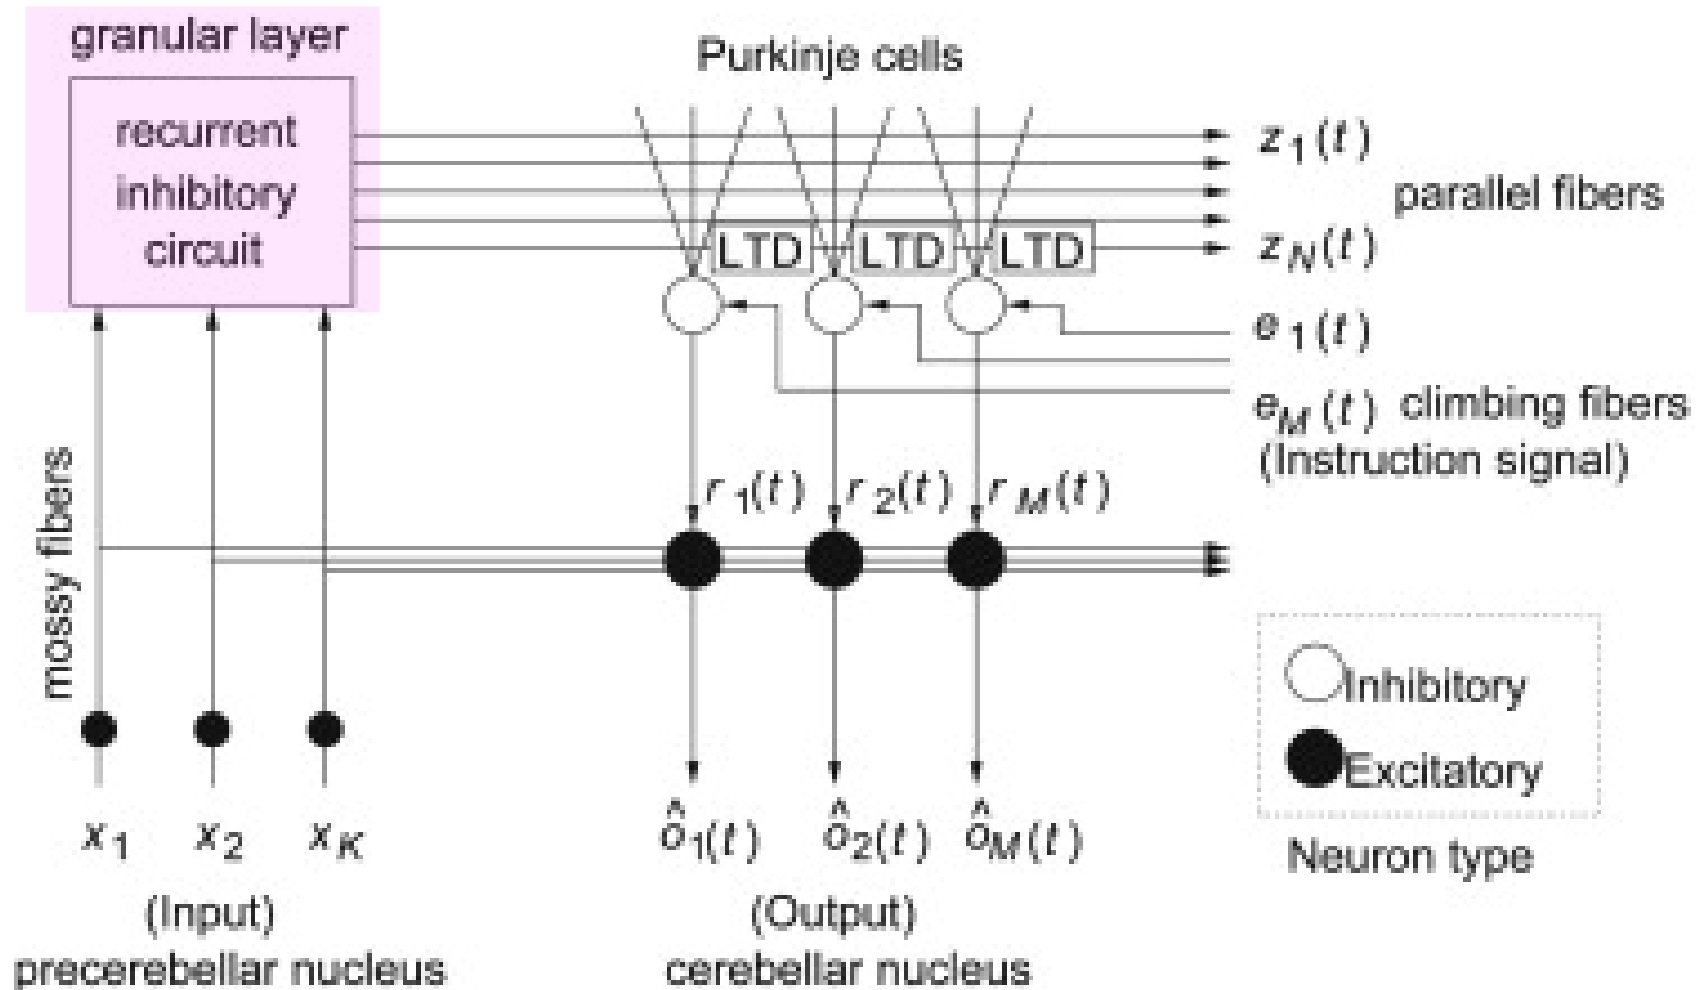 granular layer
recurrent
inhibitory
circuit
Purkinje cells
z1(t)
parallel fibers
zN(t)
LTD LTD LTD
e1(t)
eM(t) climbing fibers
(Instruction signal)
mossy fibers
r1(t) r2(t) rM(t)
Inhibitory
Excitatory
Neuron type
x1 x2 xK
(Input)
precerebellar nucleus
ô1(t) ô2(t) ôM(t)
(Output)
cerebellar nucleus